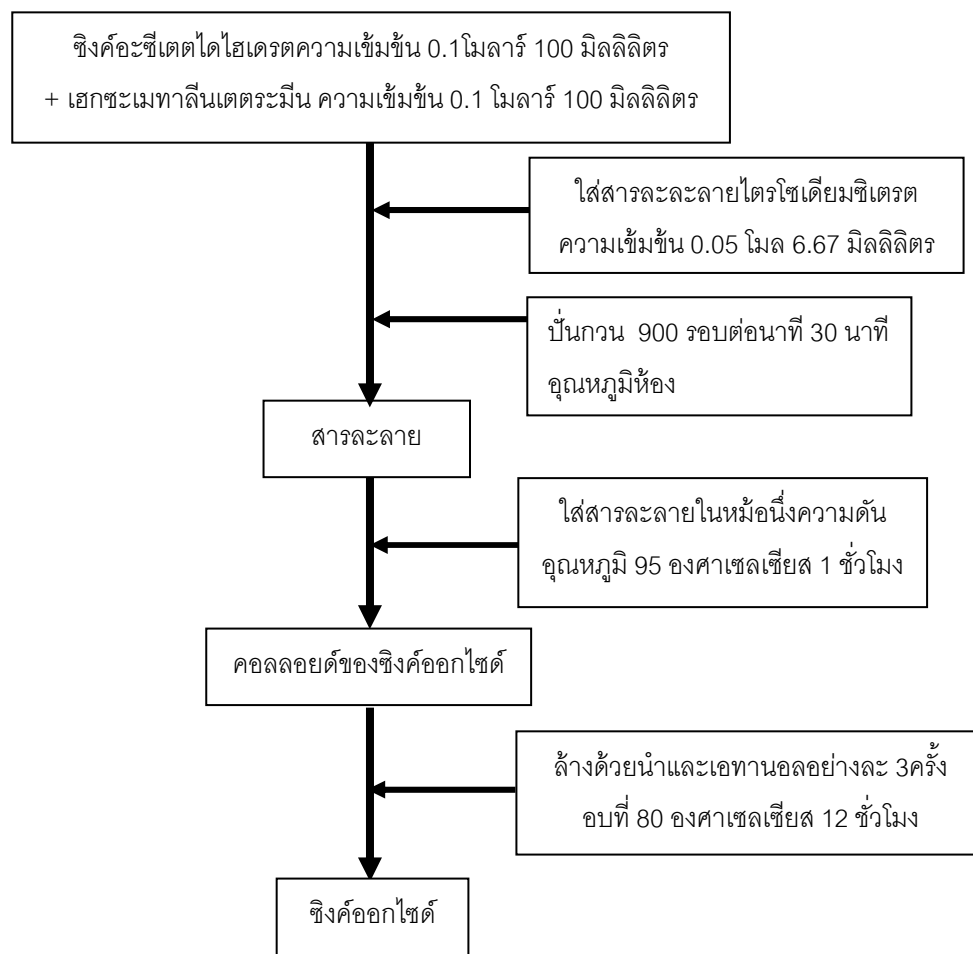 ซิงค์อะซีเตตไดไฮเดรตความเข้มข้น 0.1โมลาร์ 100 มิลลิลิตร
+ เฮกซะเมทาลีนเตตระมีน ความเข้มข้น 0.1 โมลาร์ 100 มิลลิลิตร
ใส่สารละละลายไตรโซเดียมซิเตรต
ความเข้มข้น 0.05 โมล 6.67 มิลลิลิตร
ปั่นกวน 900 รอบต่อนาที 30 นาที
อุณหภูมิห้อง
สารละลาย
ใส่สารละลายในหม้อนึ่งความดัน
อุณหภูมิ 95 องศาเซลเซียส 1 ชั่วโมง
คอลลอยด์ของซิงค์ออกไซด์
ล้างด้วยนำและเอทานอลอย่างละ 3ครั้ง
อบที่ 80 องศาเซลเซียส 12 ชั่วโมง
ซิงค์ออกไซด์